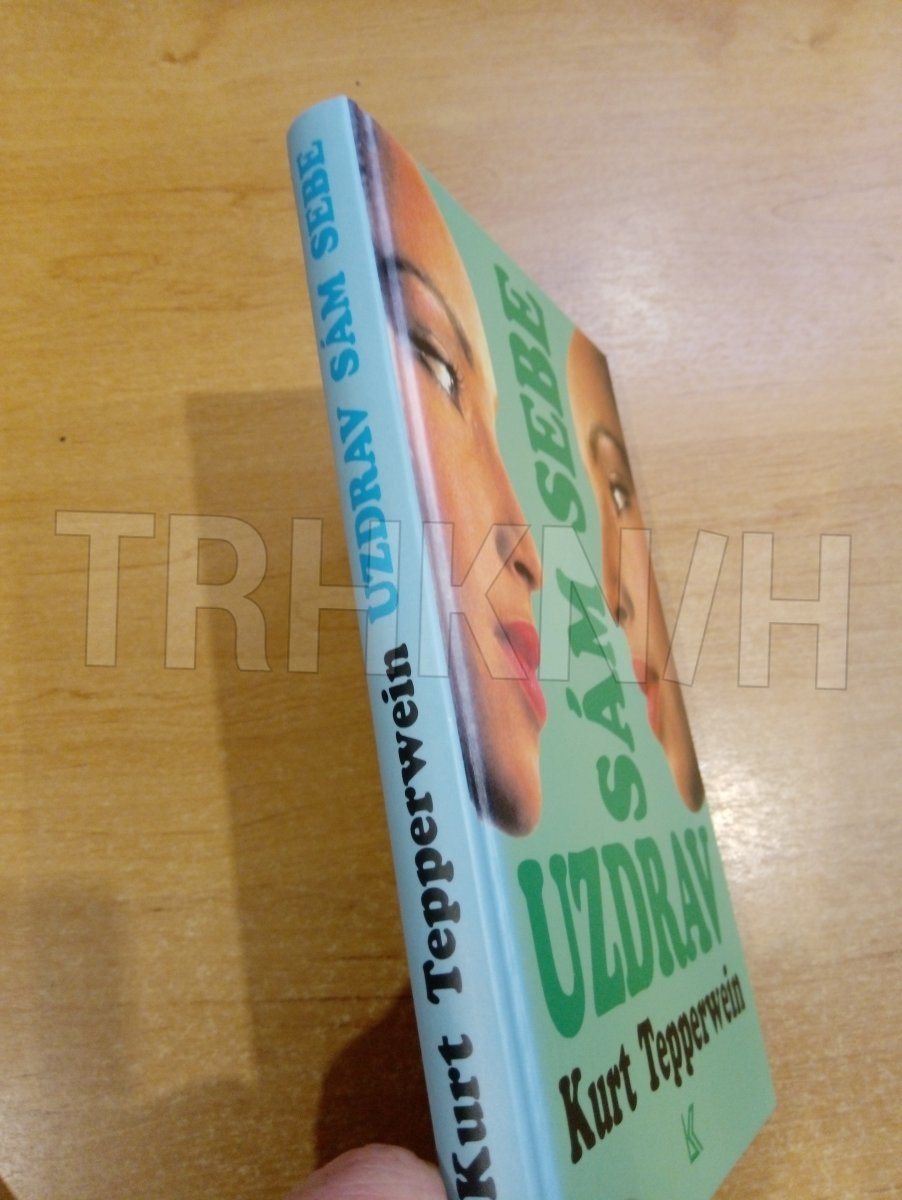 Kurt Tepperwein UZDRAV SÁM SEBE
UZDRAV SÁM SEBE
Kurt Tepperwein
TRHKNIH